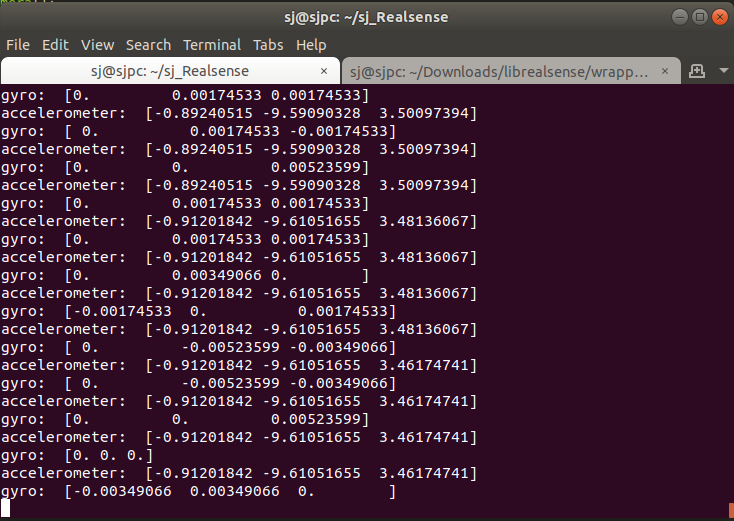 sj@sjpc: ~/sj_Realsense
File Edit View Search Terminal Tabs Help
sj@sjpc: ~/sj_Realsense × sj@sjpc: ~/Downloads/librealsense/wrapp… ×
gyro:  [0.         0.00174533 0.00174533]
accelerometer:  [-0.89240515 -9.59090328  3.50097394]
gyro:  [ 0.          0.00174533 -0.00174533]
accelerometer:  [-0.89240515 -9.59090328  3.50097394]
gyro:  [0.         0.         0.00523599]
accelerometer:  [-0.89240515 -9.59090328  3.50097394]
gyro:  [0.         0.00174533 0.00174533]
accelerometer:  [-0.91201842 -9.61051655  3.48136067]
gyro:  [0.         0.00174533 0.00174533]
accelerometer:  [-0.91201842 -9.61051655  3.48136067]
gyro:  [0.         0.00349066 0.        ]
accelerometer:  [-0.91201842 -9.61051655  3.48136067]
gyro:  [-0.00174533  0.          0.00174533]
accelerometer:  [-0.91201842 -9.61051655  3.48136067]
gyro:  [ 0.         -0.00523599 -0.00349066]
accelerometer:  [-0.91201842 -9.61051655  3.46174741]
gyro:  [ 0.         -0.00523599 -0.00349066]
accelerometer:  [-0.91201842 -9.61051655  3.46174741]
gyro:  [0.         0.         0.00523599]
accelerometer:  [-0.91201842 -9.61051655  3.46174741]
gyro:  [0. 0. 0.]
accelerometer:  [-0.91201842 -9.61051655  3.46174741]
gyro:  [-0.00349066  0.00349066  0.        ]